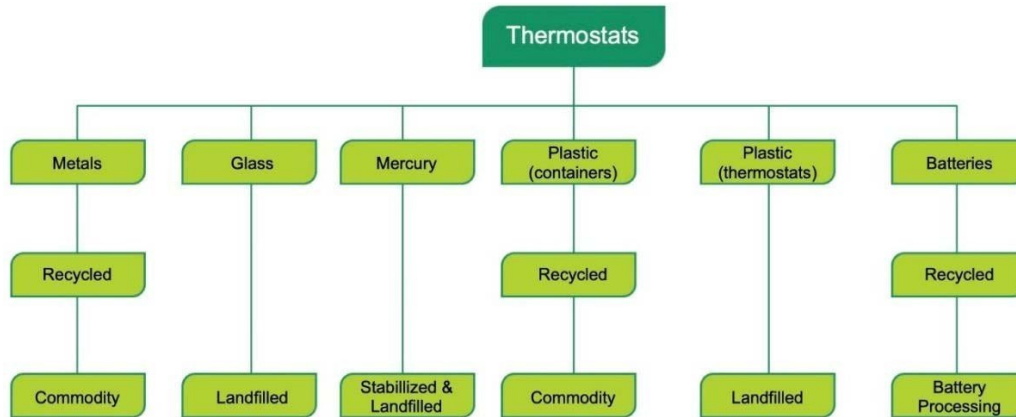 Thermostats
Metals
Glass
Mercury
Plastic
(containers)
Plastic
(thermostats)
Batteries
Recycled
Recycled
Recycled
Commodity
Landfilled
Stabillized &
Landfilled
Commodity
Landfilled
Battery
Processing